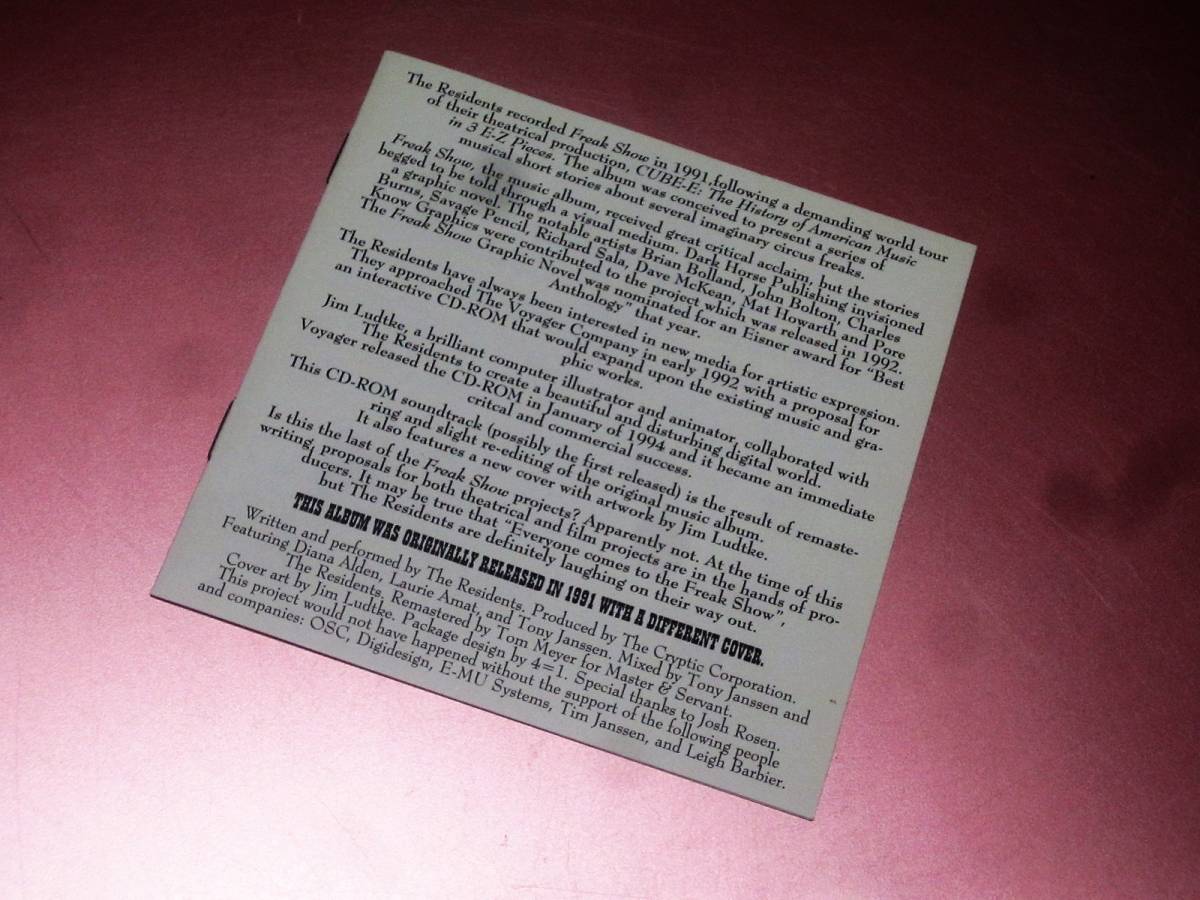 The Residents recorded Freak Show in 1991, following a demanding world tour
of their theatrical production, CUBE-E: The History of American Music
in 3 E-Z Pieces. The album was conceived to present a series of
musical short stories about several imaginary circus freaks.
Freak Show, the music album, received great critical acclaim, but the stories
begged to be told through a visual medium. Dark Horse Publishing invisioned
a graphic novel. The notable artists Brian Bolland, John Bolton, Charles
Burns, Savage Pencil, Richard Sala, Dave McKean, Mat Howarth and Pore
Know Graphics were contributed to the project which was released in 1992.
The Freak Show Graphic Novel was nominated for an Eisner award for "Best
Anthology" that year.
The Residents have always been interested in new media for artistic expression.
They approached The Voyager Company in early 1992 with a proposal for
an interactive CD-ROM that would expand upon the existing music and gra-
phic works.
Jim Ludtke, a brilliant computer illustrator and animator, collaborated with
The Residents to create a beautiful and disturbing digital world.
Voyager released the CD-ROM in January of 1994 and it became an immediate
critcal and commercial success.
This CD-ROM soundtrack (possibly the first released) is the result of remaste-
ring and slight re-editing of the original music album.
It also features a new cover with artwork by Jim Ludtke.
Is this the last of the Freak Show projects? Apparently not. At the time of this
writing, proposals for both theatrical and film projects are in the hands of pro-
ducers. It may be true that "Everyone comes to the Freak Show",
but The Residents are definitely laughing on their way out.
THIS ALBUM WAS ORIGINALLY RELEASED IN 1991 WITH A DIFFERENT COVER.
Written and performed by The Residents. Produced by The Cryptic Corporation.
Featuring Diana Alden, Laurie Amat, and Tony Janssen. Mixed by Tony Janssen and
The Residents. Remastered by Tom Meyer for Master & Servant.
Cover art by Jim Ludtke. Package design by 4=1. Special thanks to Josh Rosen.
This project would not have happened without the support of the following people
and companies: OSC, Digidesign, E-MU Systems, Tim Janssen, and Leigh Barbier.